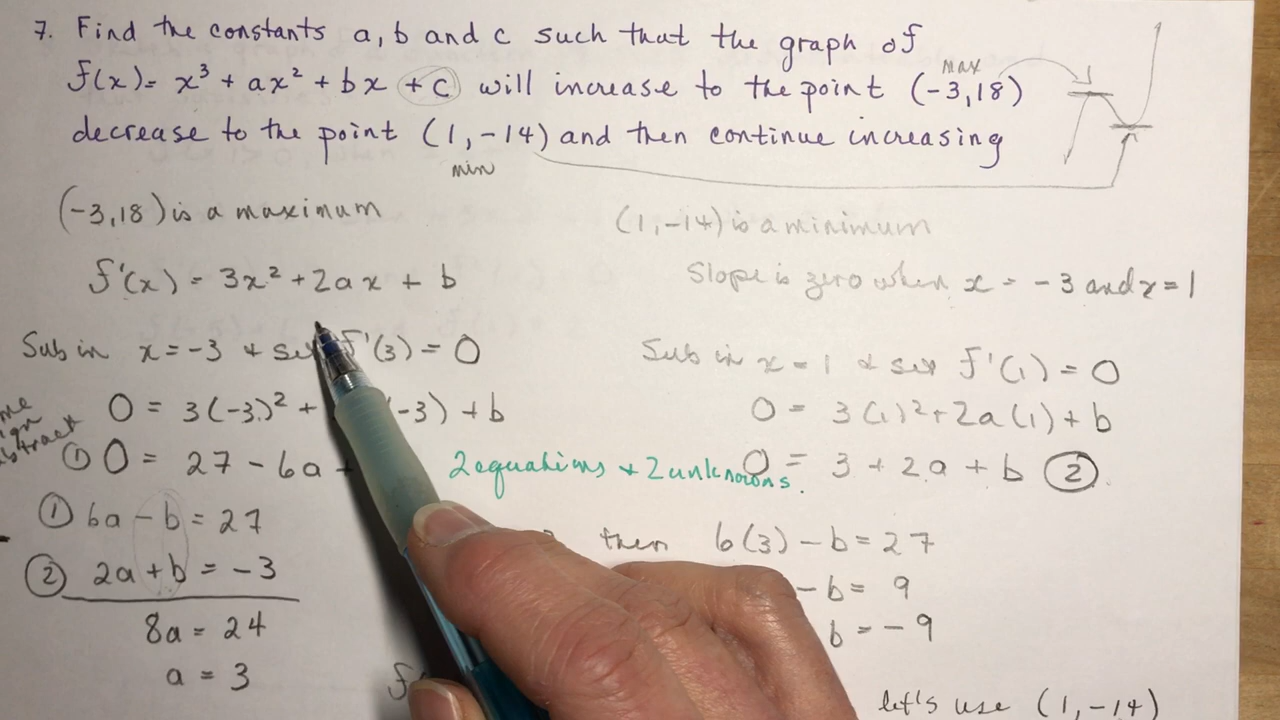 7. Find the constants a, b and c such that the graph of
f(x) = x³ + ax² + bx + c will increase to the point (-3,18)
max
decrease to the point (1,-14) and then continue increasing
min
(-3,18) is a maximum
(1,-14) is a minimum
f'(x) = 3x² + 2ax + b
Slope is zero when x = -3 and x = 1
Sub in x = -3 + set f'(3) = 0
Sub in x = 1 + set f'(1) = 0
0 = 3(-3)² + (-3) + b
0 = 3(1)² + 2a(1) + b
① 0 = 27 - 6a +
2 equations + 2 unknowns.
0 = 3 + 2a + b ②
① 6a - b = 27
then 6(3) - b = 27
② 2a + b = -3
- b = 9
8a = 24
b = -9
a = 3
let's use (1,-14)